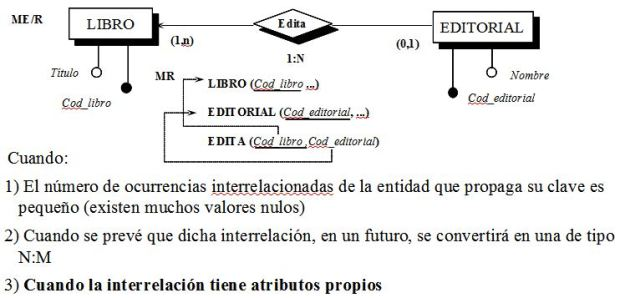 ME/R
LIBRO
Edita
EDITORIAL
(1,n)
(0,1)
1:N
Título
Nombre
Cod_libro
Cod_editorial
MR
LIBRO (Cod_libro ,...)
EDITORIAL (Cod_editorial, ...)
EDITA (Cod_libro ,Cod_editorial)
Cuando:
1) El número de ocurrencias interrelacionadas de la entidad que propaga su clave es
pequeño (existen muchos valores nulos)
2) Cuando se prevé que dicha interrelación, en un futuro, se convertirá en una de tipo
N:M
3) Cuando la interrelación tiene atributos propios